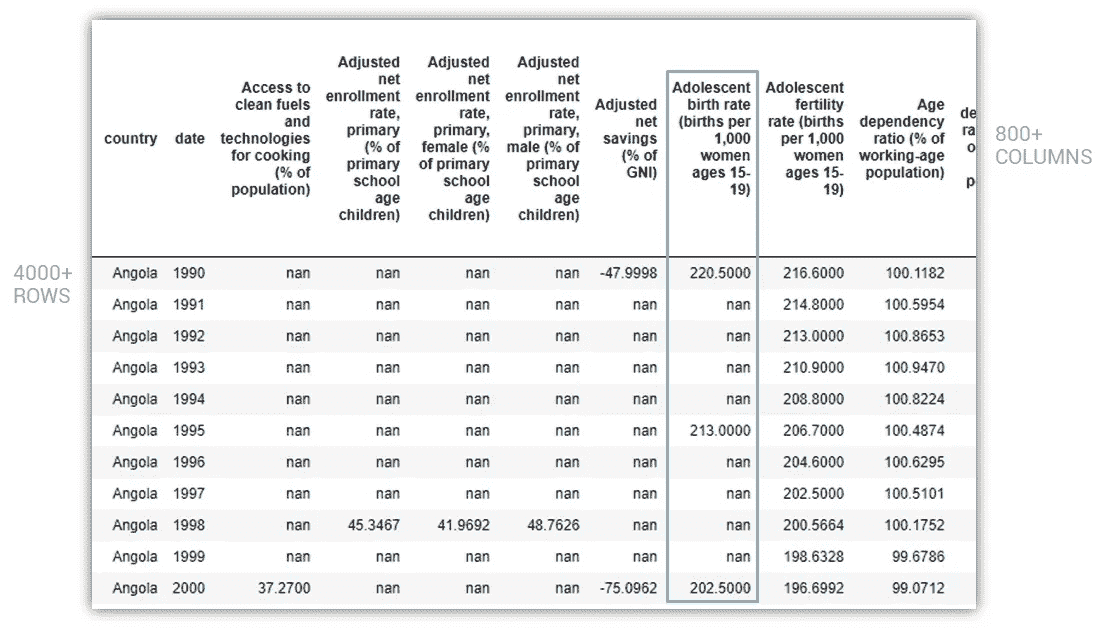 country
date
Access to
clean fuels
and
technologies
for cooking
(% of
population)
Adjusted
net
enrollment
rate,
primary
(% of
primary
school
age
children)
Adjusted
net
enrollment
rate,
primary,
female (%
of primary
school
age
children)
Adjusted
net
enrollment
rate,
primary,
male (% of
primary
school
age
children)
Adjusted
net
savings
(% of
GNI)
Adolescent
birth rate
(births per
1,000
women
ages 15-
19)
Adolescent
fertility
rate (births
per 1,000
women
ages 15-
19)
Age
dependency
ratio (% of
working-age
population)
800+
COLUMNS
4000+
ROWS
Angola 1990 nan nan nan nan -47.9998 220.5000 216.6000 100.1182
Angola 1991 nan nan nan nan nan nan 214.8000 100.5954
Angola 1992 nan nan nan nan nan nan 213.0000 100.8653
Angola 1993 nan nan nan nan nan nan 210.9000 100.9470
Angola 1994 nan nan nan nan nan nan 208.8000 100.8224
Angola 1995 nan nan nan nan nan 213.0000 206.7000 100.4874
Angola 1996 nan nan nan nan nan nan 204.6000 100.6295
Angola 1997 nan nan nan nan nan nan 202.5000 100.5101
Angola 1998 nan 45.3467 41.9692 48.7626 nan nan 200.5664 100.1752
Angola 1999 nan nan nan nan nan nan 198.6328 99.6786
Angola 2000 37.2700 nan nan nan -75.0962 202.5000 196.6992 99.0712